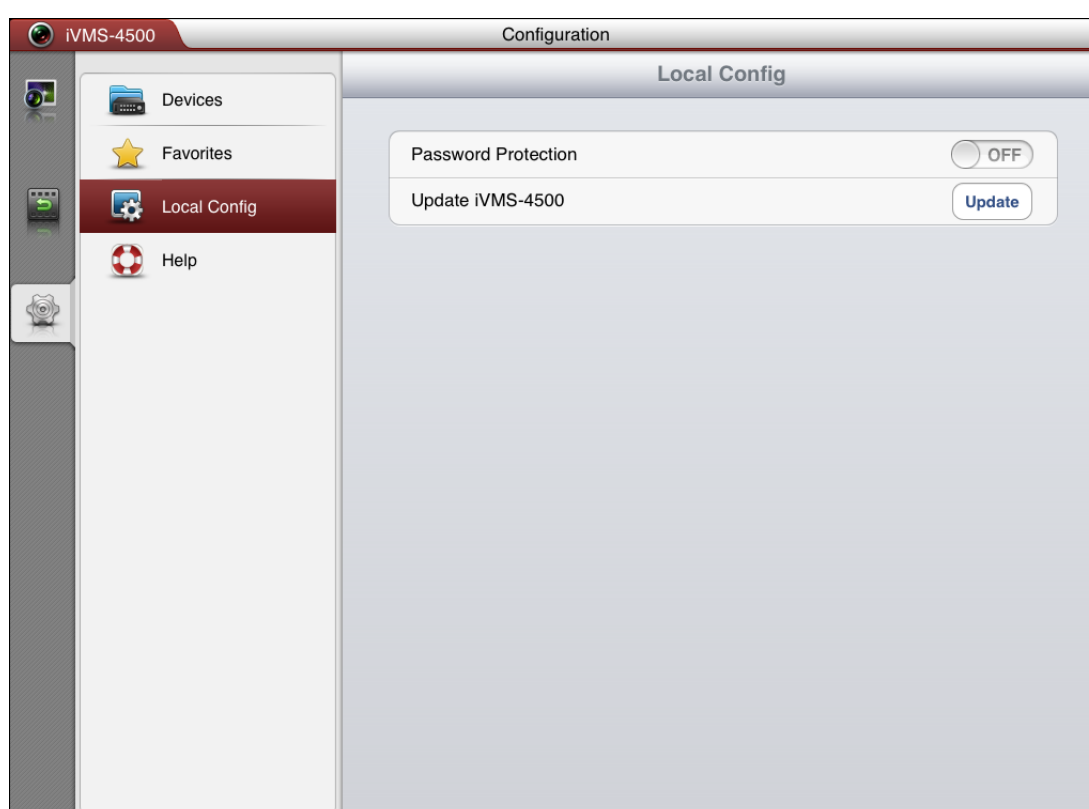 iVMS-4500
Configuration
Local Config
Devices
Favorites
Local Config
Help
Password Protection
OFF
Update iVMS-4500
Update